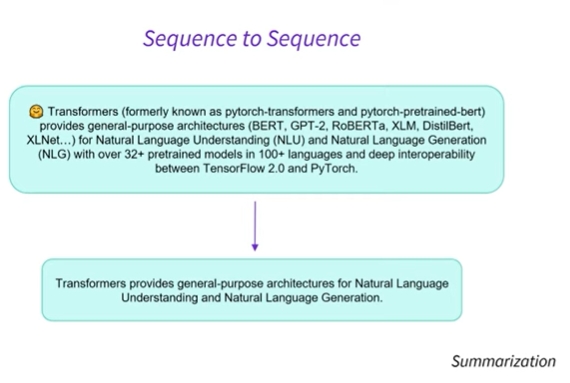 Sequence to Sequence
🤗 Transformers (formerly known as pytorch-transformers and pytorch-pretrained-bert)
provides general-purpose architectures (BERT, GPT-2, RoBERTa, XLM, DistilBert,
XLNet...) for Natural Language Understanding (NLU) and Natural Language Generation
(NLG) with over 32+ pretrained models in 100+ languages and deep interoperability
between TensorFlow 2.0 and PyTorch.
Transformers provides general-purpose architectures for Natural Language
Understanding and Natural Language Generation.
Summarization